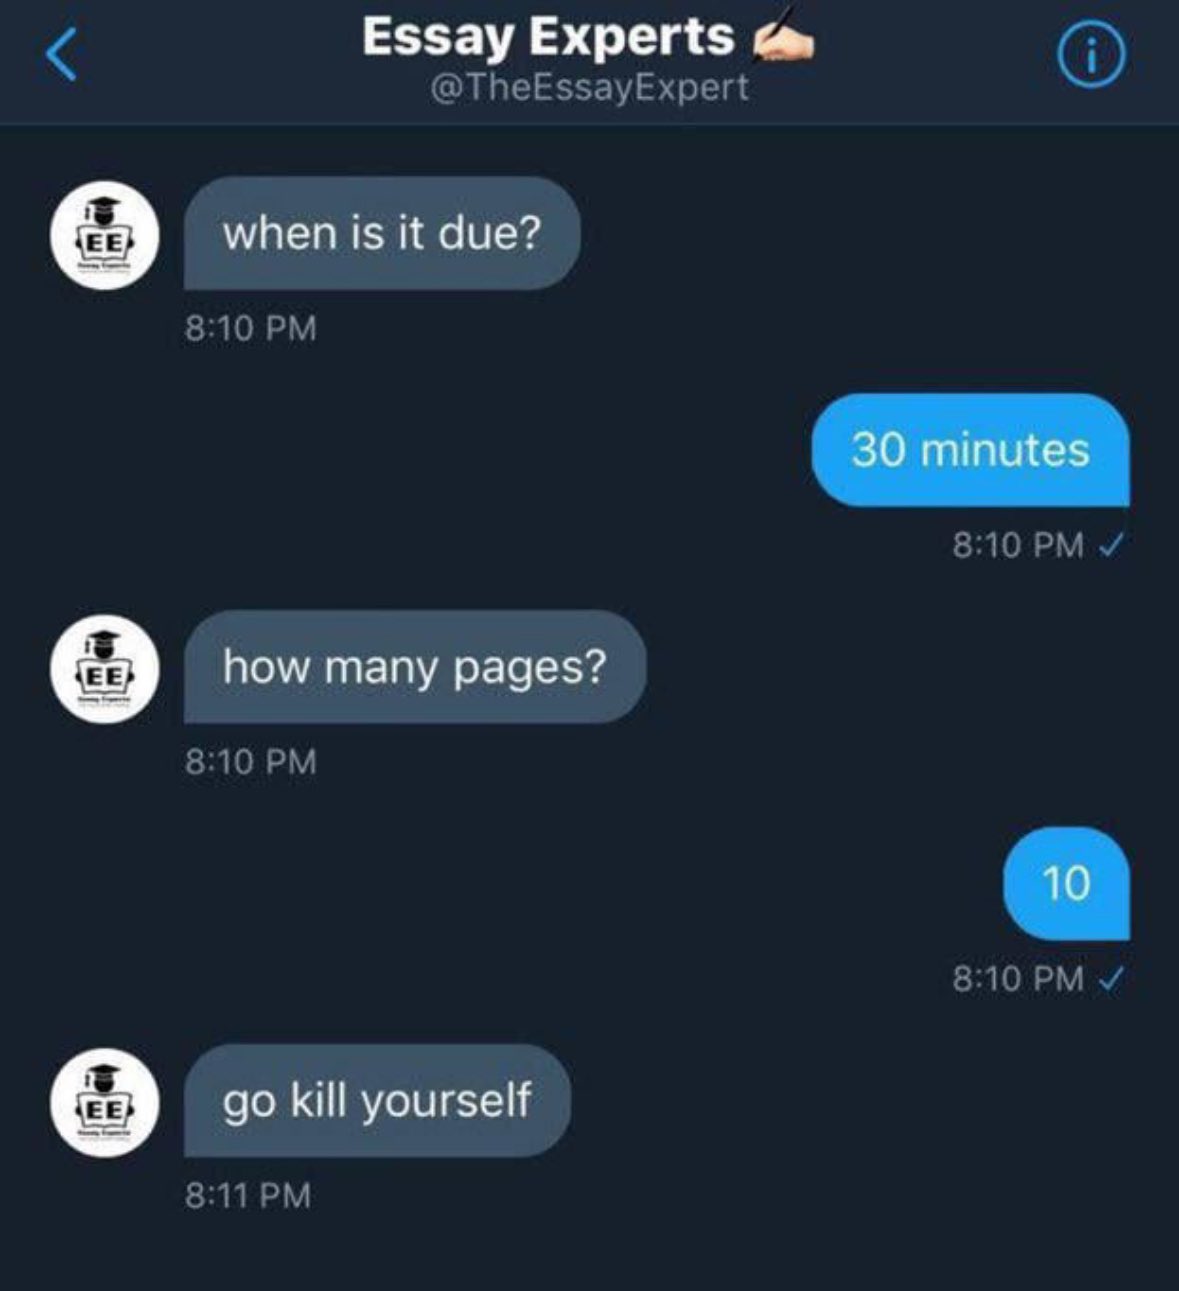 Essay Experts ✍🏻
@TheEssayExpert
EE
when is it due?
8:10 PM
30 minutes
8:10 PM ✓
EE
how many pages?
8:10 PM
10
8:10 PM ✓
EE
go kill yourself
8:11 PM